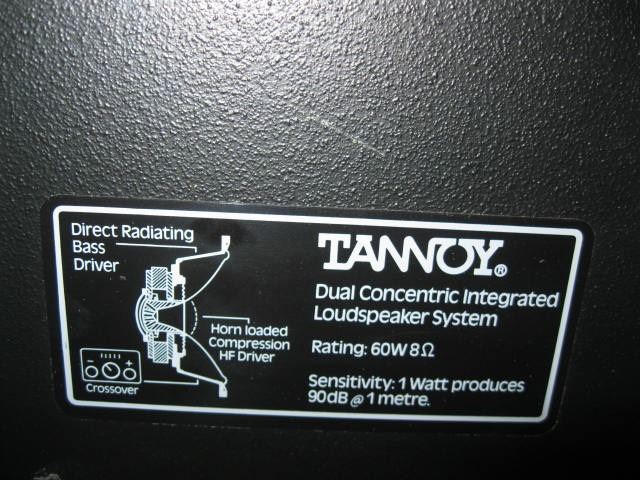 Direct Radiating
Bass
Driver
Horn loaded
Compression
HF Driver
- +
Crossover
TANNOY®
Dual Concentric Integrated
Loudspeaker System
Rating: 60W 8Ω
Sensitivity: 1 Watt produces
90dB @ 1 metre.